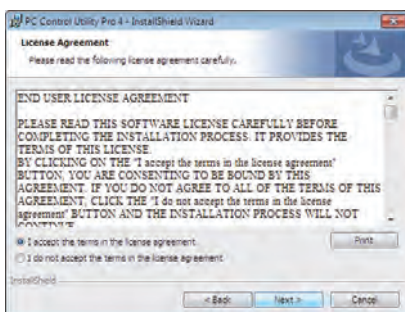 PC Control Utility Pro 4 - InstallShield Wizard
License Agreement
Please read the following license agreement carefully.
END USER LICENSE AGREEMENT
PLEASE READ THIS SOFTWARE LICENSE CAREFULLY BEFORE
COMPLETING THE INSTALLATION PROCESS. IT PROVIDES THE
TERMS OF THIS LICENSE.
BY CLICKING ON THE "I accept the terms in the license agreement"
BUTTON, YOU ARE CONSENTING TO BE BOUND BY THIS
AGREEMENT. IF YOU DO NOT AGREE TO ALL OF THE TERMS OF THIS
AGREEMENT, CLICK THE "I do not accept the terms in the license
agreement" BUTTON AND THE INSTALLATION PROCESS WILL NOT
CONTINUE.
I accept the terms in the license agreement
Print
I do not accept the terms in the license agreement
InstallShield
< Back
Next >
Cancel